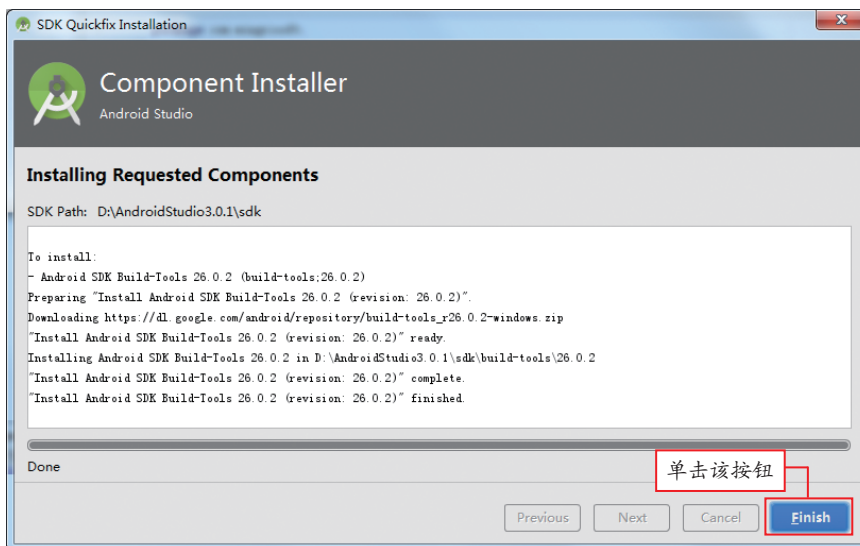 SDK Quickfix Installation
Component Installer
Android Studio
Installing Requested Components
SDK Path: D:\AndroidStudio3.0.1\sdk
To install:
- Android SDK Build-Tools 26.0.2 (build-tools;26.0.2)
Preparing "Install Android SDK Build-Tools 26.0.2 (revision: 26.0.2)".
Downloading https://dl.google.com/android/repository/build-tools_r26.0.2-windows.zip
"Install Android SDK Build-Tools 26.0.2 (revision: 26.0.2)" ready.
Installing Android SDK Build-Tools 26.0.2 in D:\AndroidStudio3.0.1\sdk\build-tools\26.0.2
"Install Android SDK Build-Tools 26.0.2 (revision: 26.0.2)" complete.
"Install Android SDK Build-Tools 26.0.2 (revision: 26.0.2)" finished.
Done
单击该按钮
Previous Next Cancel Finish